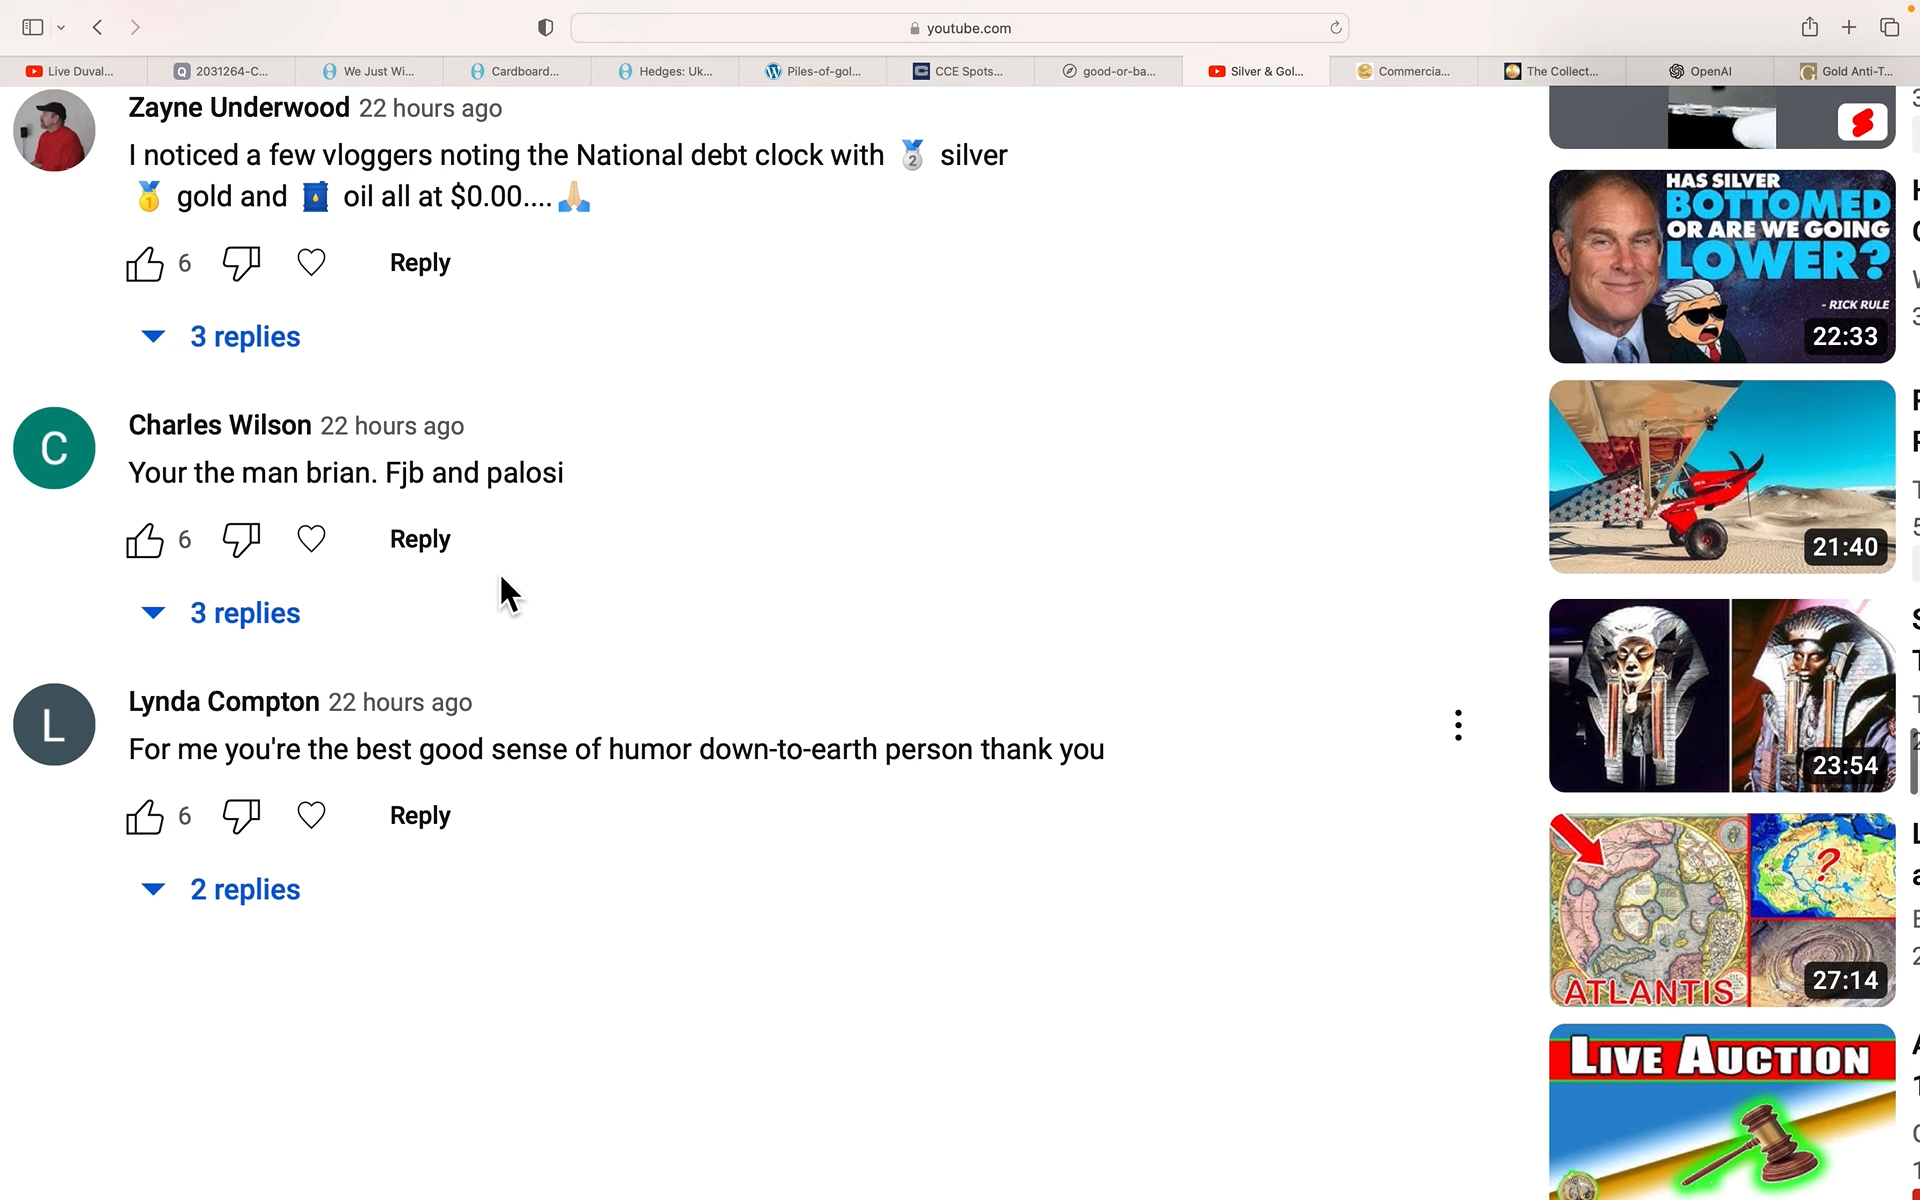 youtube.com
Live Duval...
2031264-C...
We Just Wi...
Cardboard...
Hedges: Uk...
Piles-of-gol...
CCE Spots...
good-or-ba...
Silver & Gol...
Commercia...
The Collect...
OpenAI
Gold Anti-T...
Zayne Underwood 22 hours ago
I noticed a few vloggers noting the National debt clock with 🥈 silver
🥇 gold and 🛢️ oil all at $0.00....🙏🏼
6 Reply
3 replies
C
Charles Wilson 22 hours ago
Your the man brian. Fjb and palosi
6 Reply
3 replies
L
Lynda Compton 22 hours ago
For me you're the best good sense of humor down-to-earth person thank you
6 Reply
2 replies
HAS SILVER
BOTTOMED
OR ARE WE GOING
LOWER?
- RICK RULE
22:33
21:40
23:54
?
ATLANTIS
27:14
LIVE AUCTION